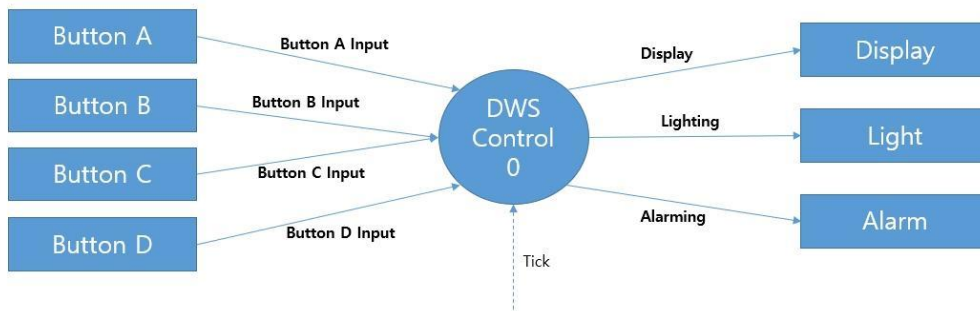 Button A
Button B
Button C
Button D
Button A Input
Button B Input
Button C Input
Button D Input
DWS
Control
0
Tick
Display
Lighting
Alarming
Display
Light
Alarm